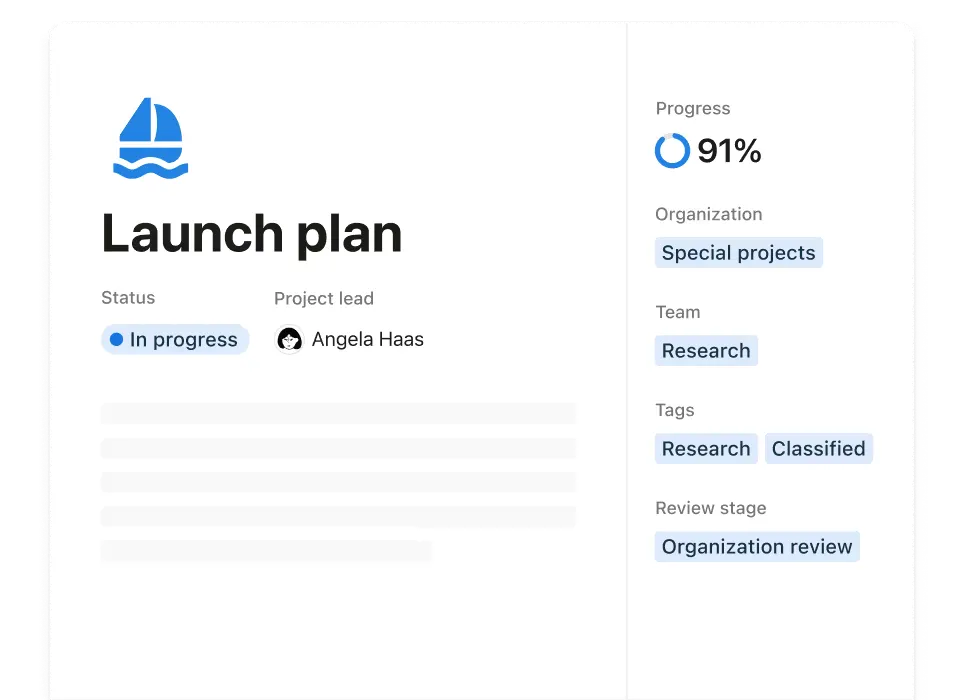 Launch plan
Status
Project lead
In progress
Angela Haas
Progress
91%
Organization
Special projects
Team
Research
Tags
Research
Classified
Review stage
Organization review